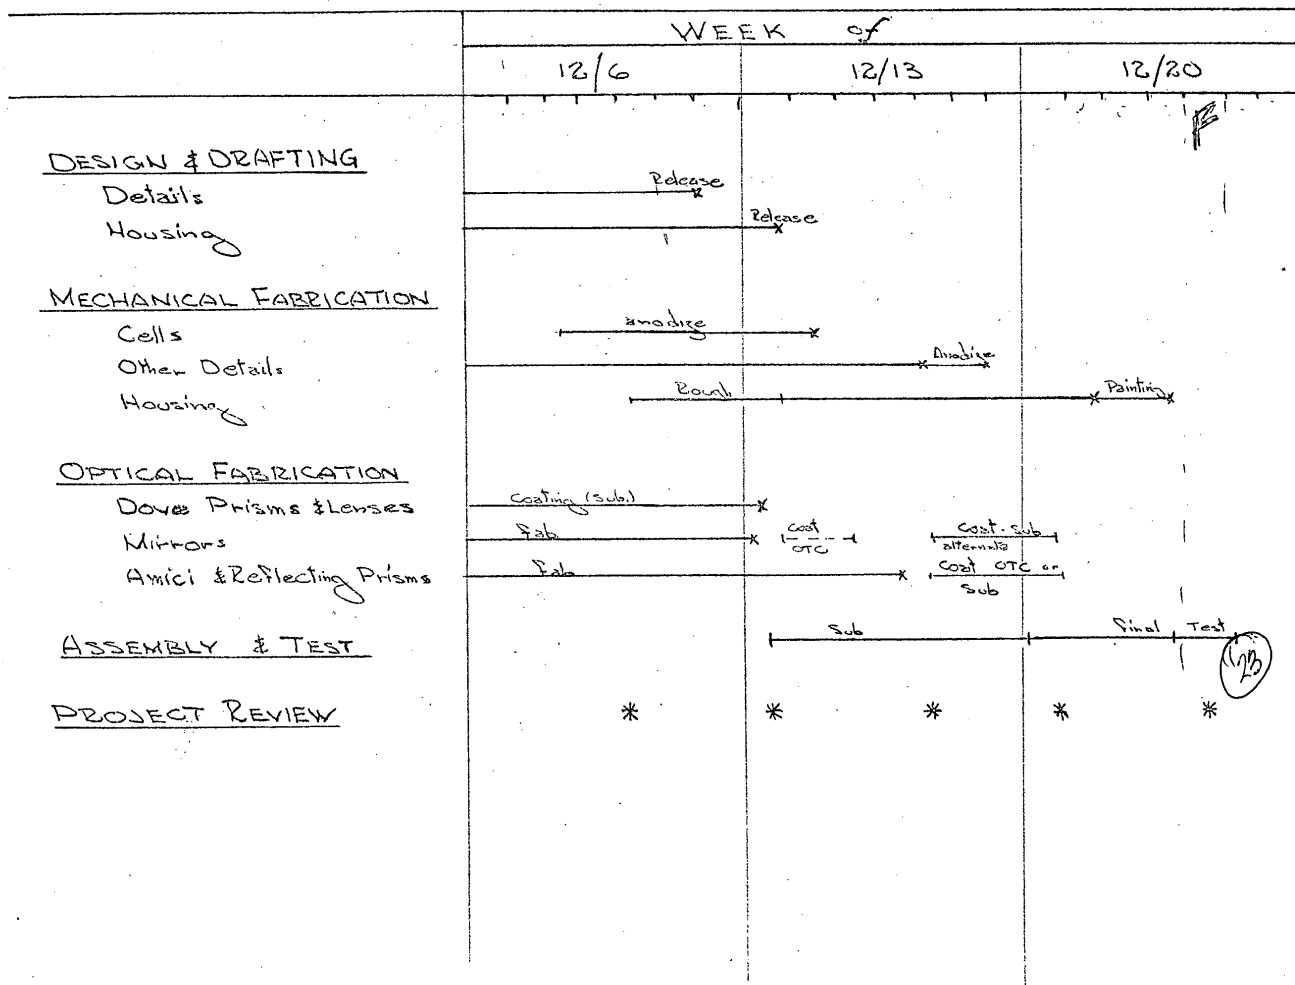 WEEK of
12/6 12/13 12/20
F
DESIGN & DRAFTING
Details Release
Housing Release
MECHANICAL FABRICATION
Cells anodize
Other Details Anodize
Housing Rough Painting
OPTICAL FABRICATION
Dove Prisms & Lenses Coating (Sub.)
Mirrors Fab Coat OTC Coat - Sub alternate
Amici & Reflecting Prisms Fab Coat OTC or Sub
ASSEMBLY & TEST Sub Final Test
23
PROJECT REVIEW * * * * *